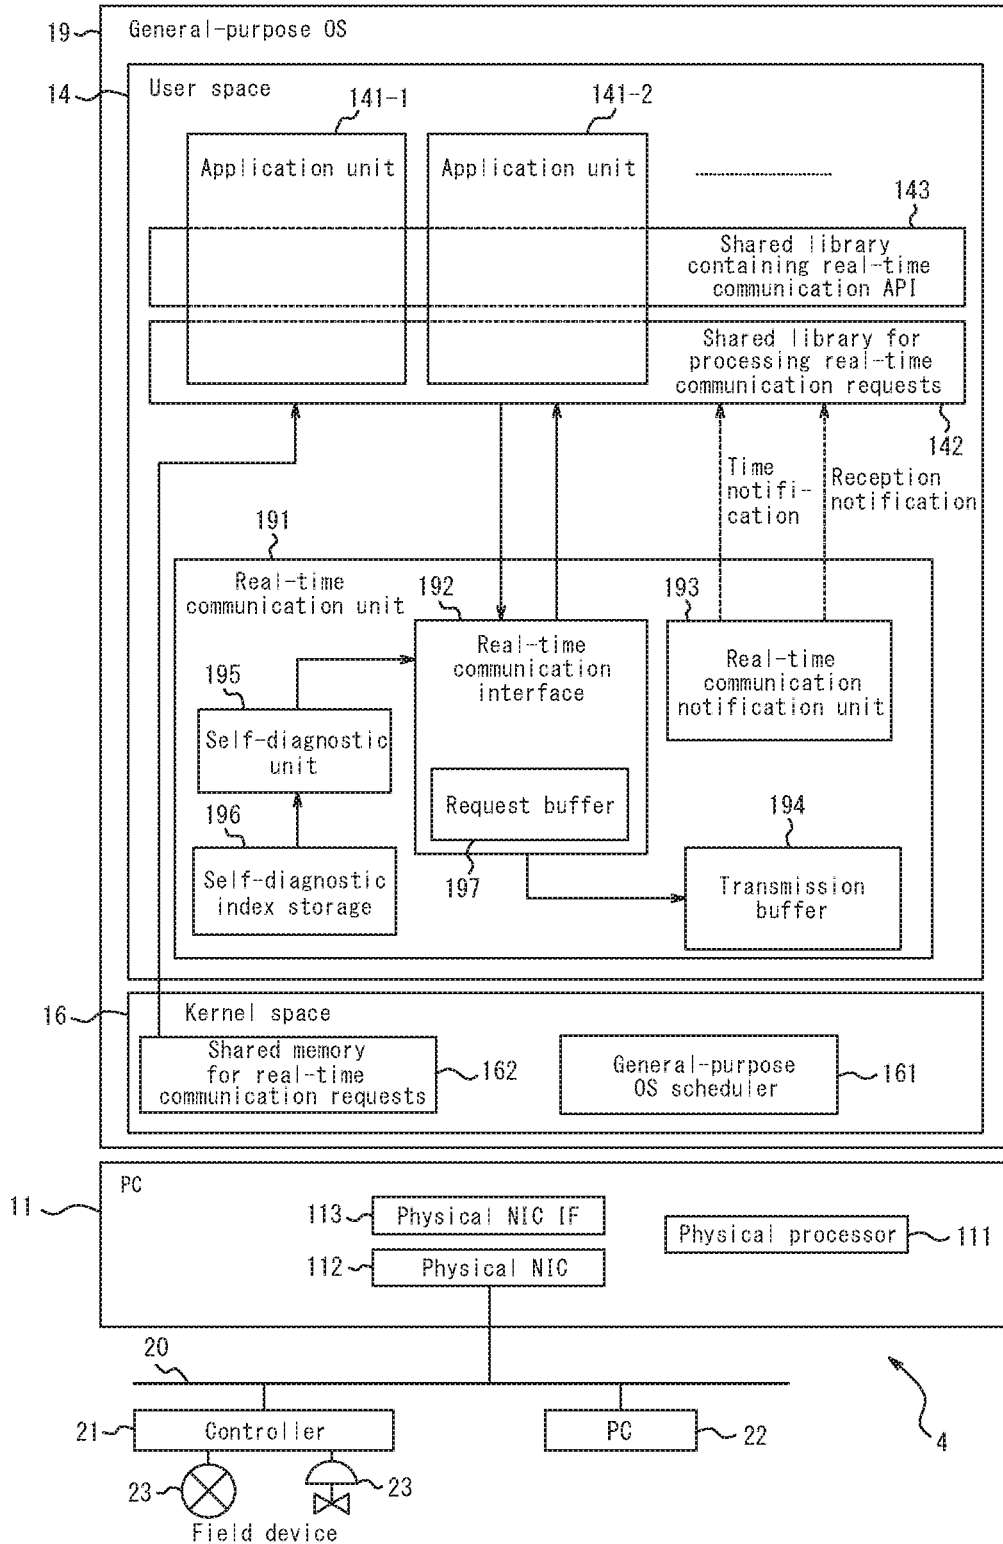 19
General-purpose OS
14
User space
141-1
141-2
Application unit
Application unit
143
Shared library
containing real-time
communication API
Shared library for
processing real-time
communication requests
142
Time
notifi-
cation
Reception
notification
191
Real-time
communication unit
192
193
Real-time
communication
interface
Real-time
communication
notification unit
195
Self-diagnostic
unit
Request buffer
196
197
194
Self-diagnostic
index storage
Transmission
buffer
16
Kernel space
Shared memory
for real-time
communication requests
162
General-purpose
OS scheduler
161
11
PC
113
Physical NIC IF
Physical processor
111
112
Physical NIC
20
21
Controller
PC
22
4
23
23
Field device